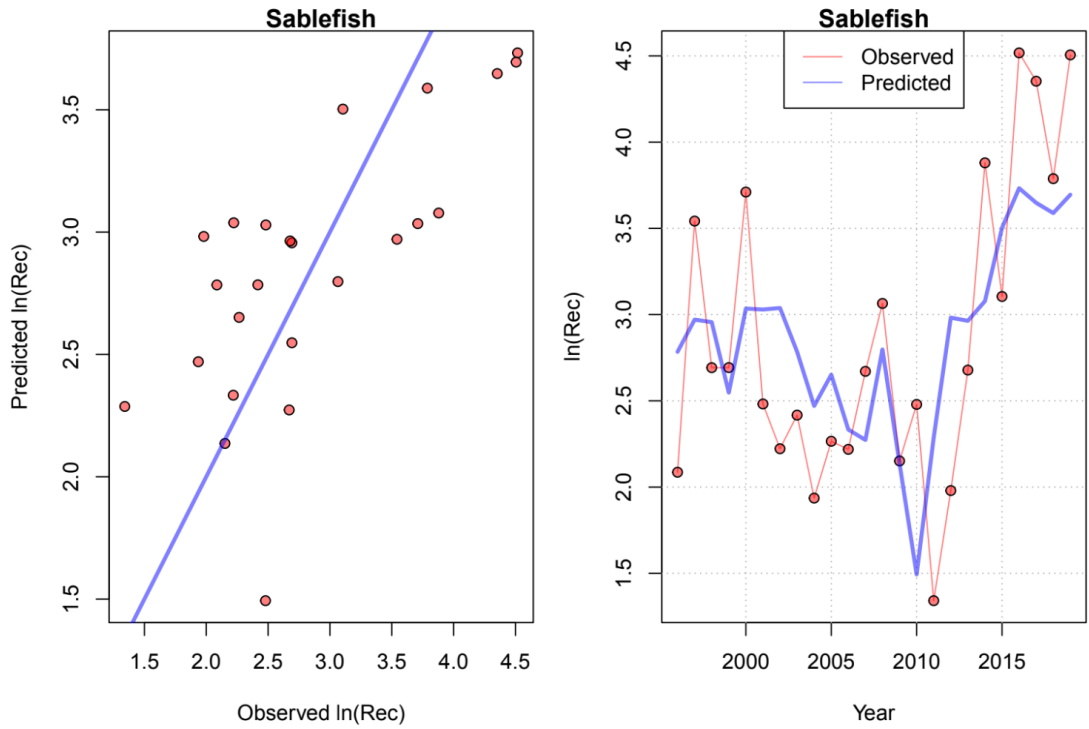 Sablefish
Predicted ln(Rec)
3.5
3.0
2.5
2.0
1.5
1.5 2.0 2.5 3.0 3.5 4.0 4.5
Observed ln(Rec)
Sablefish
Observed
Predicted
ln(Rec)
4.5
4.0
3.5
3.0
2.5
2.0
1.5
2000 2005 2010 2015
Year